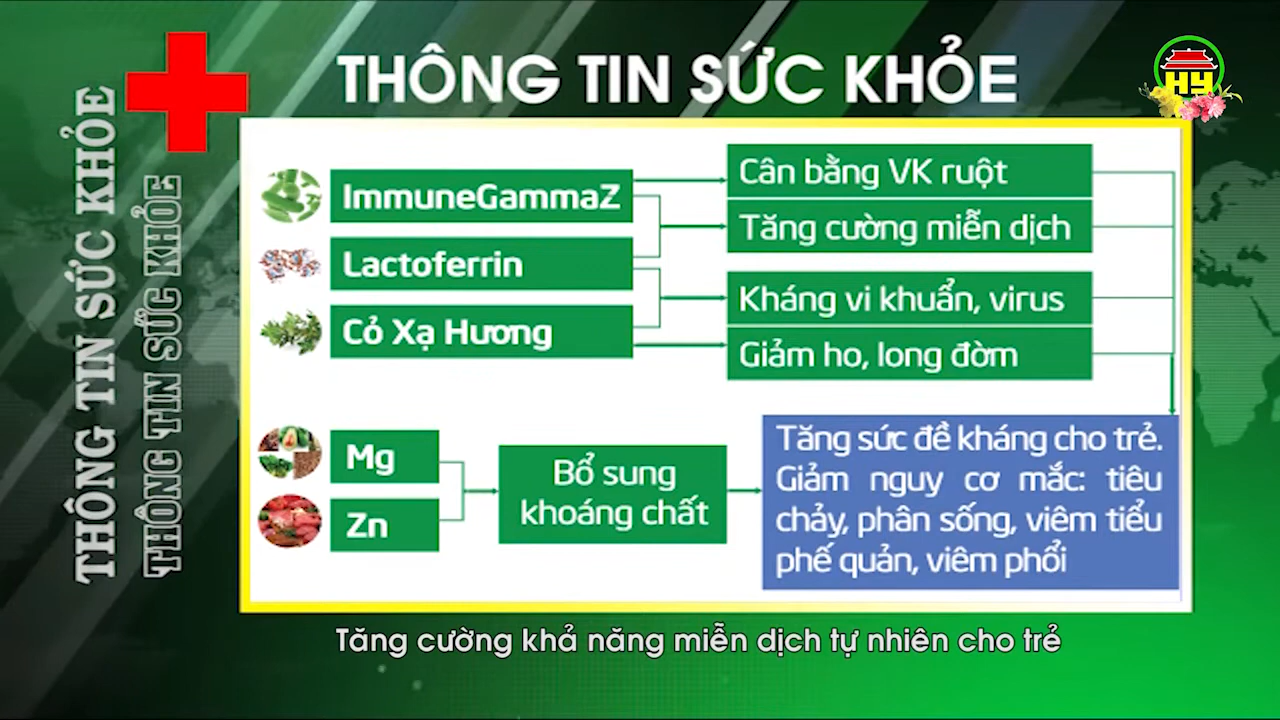 THÔNG TIN SỨC KHỎE
THÔNG TIN SỨC KHỎE
THÔNG TIN SỨC KHỎE
HY
ImmuneGammaZ
Lactoferrin
Cỏ Xạ Hương
Cân bằng VK ruột
Tăng cường miễn dịch
Kháng vi khuẩn, virus
Giảm ho, long đờm
Mg
Zn
Bổ sung
khoáng chất
Tăng sức đề kháng cho trẻ.
Giảm nguy cơ mắc: tiêu
chảy, phân sống, viêm tiểu
phế quản, viêm phổi
Tăng cường khả năng miễn dịch tự nhiên cho trẻ